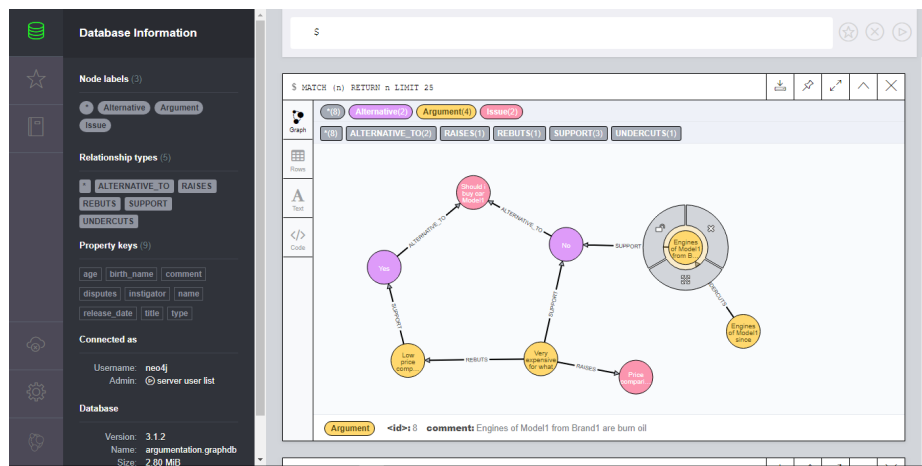 Database Information
Node labels (3)
* Alternative Argument
Issue
Relationship types (5)
* ALTERNATIVE_TO RAISES
REBUTS SUPPORT
UNDERCUTS
Property keys (9)
age birth_name comment
disputes instigator name
release_date title type
Connected as
Username: neo4j
Admin: server user list
Database
Version: 3.1.2
Name: argumentation.graphdb
Size: 2.80 MiB
$
$ MATCH (n) RETURN n LIMIT 25
Graph
Rows
Text
Code
*(8) Alternative(2) Argument(4) Issue(2)
*(8) ALTERNATIVE_TO(2) RAISES(1) REBUTS(1) SUPPORT(3) UNDERCUTS(1)
Should I
buy car
Model1
ALTERNATIVE_TO
ALTERNATIVE_TO
Yes
No
SUPPORT
Engines
of Model1
from B...
SUPPORT
SUPPORT
Engines
of Model1
since
Low
price
comp...
REBUTS
Very
expensive
for what
RAISES
Price
compari...
Argument <id>: 8 comment: Engines of Model1 from Brand1 are burn oil